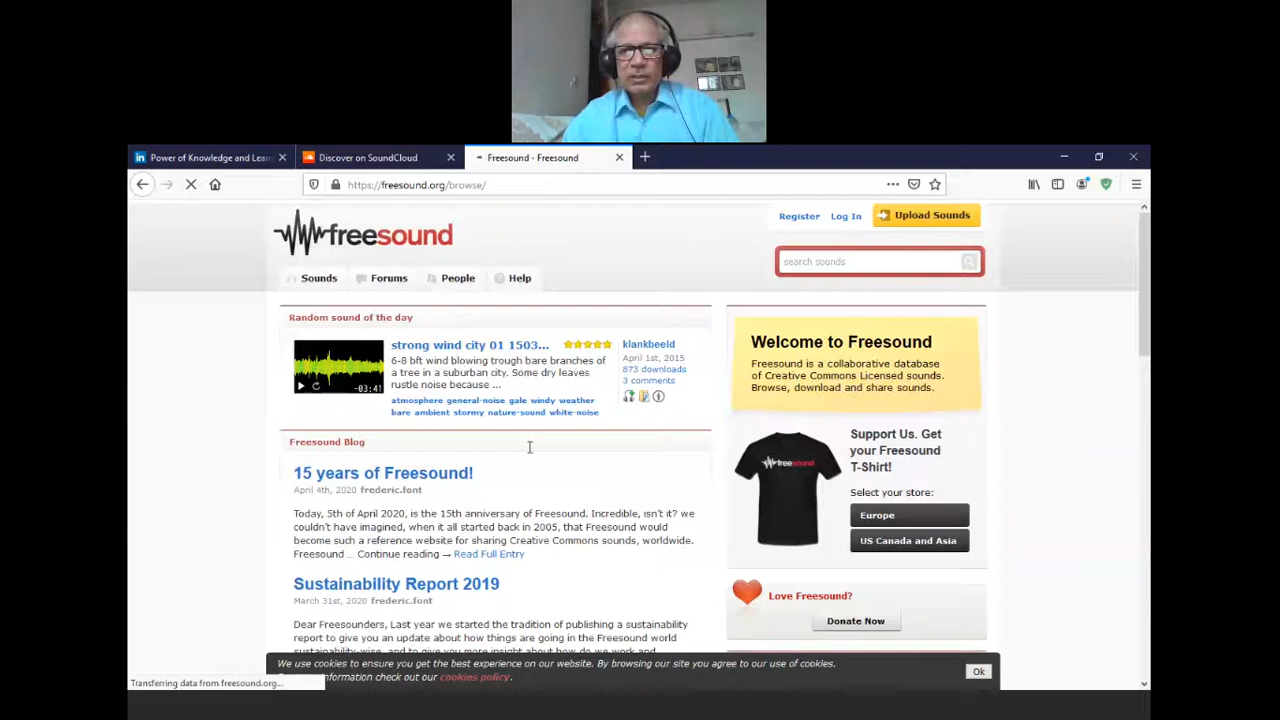 Power of Knowledge and Learn
Discover on SoundCloud
Freesound - Freesound
https://freesound.org/browse/
freesound
Register
Log In
Upload Sounds
search sounds
Sounds
Forums
People
Help
Random sound of the day
strong wind city 01 1503...
6-8 bft wind blowing trough bare branches of
a tree in a suburban city. Some dry leaves
rustle noise because ...
atmosphere general-noise gale windy weather
bare ambient stormy nature-sound white-noise
-03:41
klankbeeld
April 1st, 2015
873 downloads
3 comments
Freesound Blog
15 years of Freesound!
April 4th, 2020 frederic.font
Today, 5th of April 2020, is the 15th anniversary of Freesound. Incredible, isn't it? we
couldn't have imagined, when it all started back in 2005, that Freesound would
become such a reference website for sharing Creative Commons sounds, worldwide.
Freesound ... Continue reading → Read Full Entry
Sustainability Report 2019
March 31st, 2020 frederic.font
Dear Freesounders, Last year we started the tradition of publishing a sustainability
report to give you an update about how things are going in the Freesound world
Welcome to Freesound
Freesound is a collaborative database
of Creative Commons Licensed sounds.
Browse, download and share sounds.
freesound
Support Us. Get
your Freesound
T-Shirt!
Select your store:
Europe
US Canada and Asia
Love Freesound?
Donate Now
We use cookies to ensure you get the best experience on our website. By browsing our site you agree to our use of cookies.
information check out our cookies policy.
Ok
Transferring data from freesound.org...